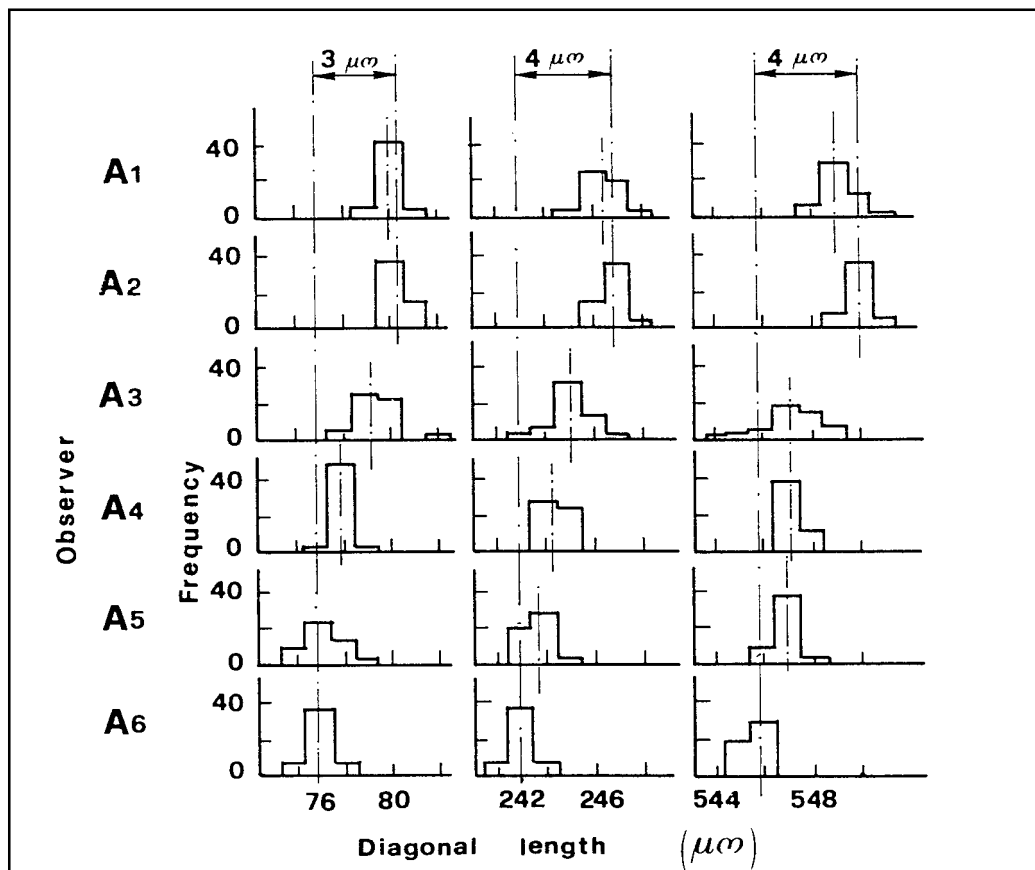 3 μm 4 μm 4 μm
A1 40 0
A2 40 0
A3 40 0
A4 40 0
A5 40 0
A6 40 0
Observer
Frequency
76 80 242 246 544 548
Diagonal length (μm)